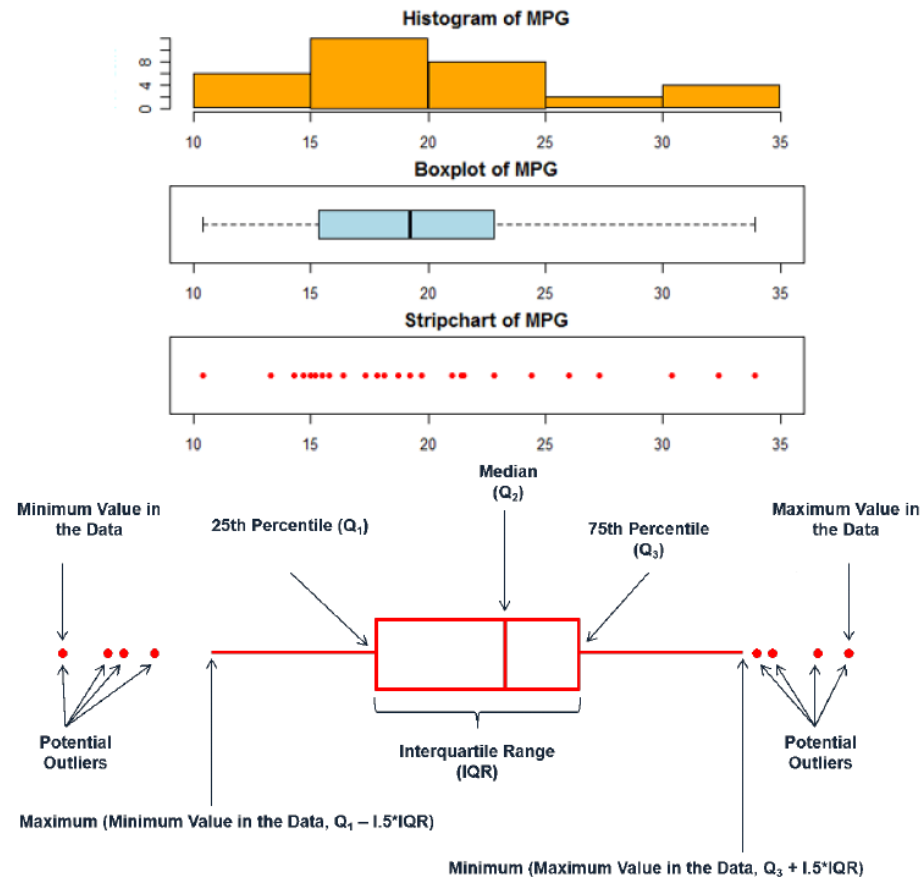 Histogram of MPG
8
4
0
10 15 20 25 30 35
Boxplot of MPG
10 15 20 25 30 35
Stripchart of MPG
10 15 20 25 30 35
Median
(Q2)
Minimum Value in
the Data
25th Percentile (Q1)
75th Percentile
(Q3)
Maximum Value in
the Data
Potential
Outliers
Interquartile Range
(IQR)
Potential
Outliers
Maximum (Minimum Value in the Data, Q1 – I.5*IQR)
Minimum (Maximum Value in the Data, Q3 + I.5*IQR)